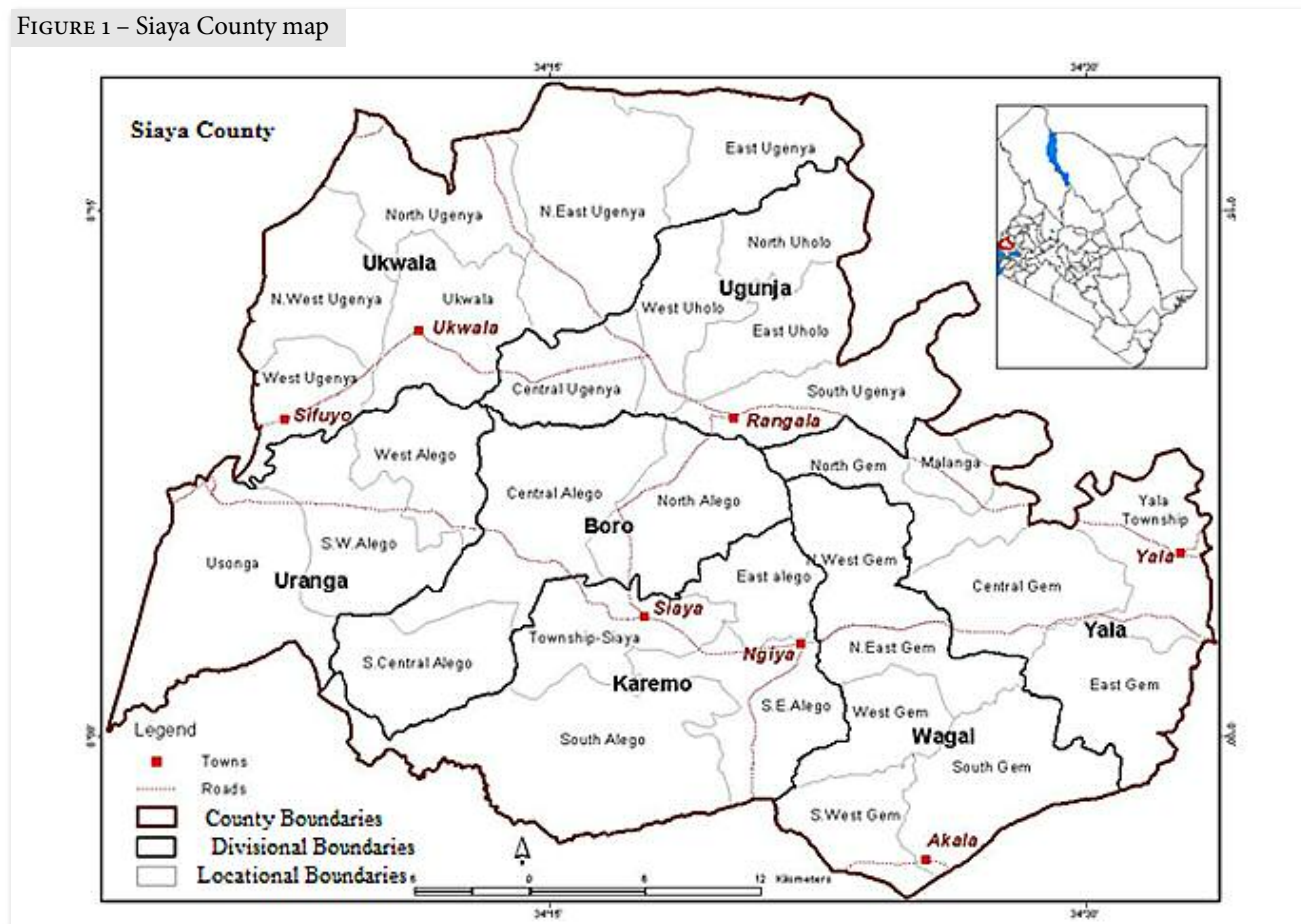 FIGURE 1 – Siaya County map
34°15'
34°20'
Siaya County
East Ugenya
North Ugenya
N.East Ugenya
North Uholo
Ukwala
Ugunja
N.West Ugenya
Ukwala
West Uholo
Ukwala
East Uholo
West Ugenya
Central Ugenya
South Ugenya
Sifuyo
Rangala
West Alego
North Gem
Malanga
Central Alego
North Alego
Yala
Township
Boro
S.W.Alego
Yala
Usonga
N.West Gem
Uranga
East alego
Central Gem
Siaya
Township-Siaya
Yala
Ngiya
N.East Gem
S.Central Alego
Karemo
East Gem
S.E.Alego
West Gem
South Alego
Wagai
South Gem
Legend
Towns
Roads
S.West Gem
County Boundaries
Akala
Divisional Boundaries
Locational Boundaries
6
0
6
12
Kilometers
34°15'
34°30'
0°00'